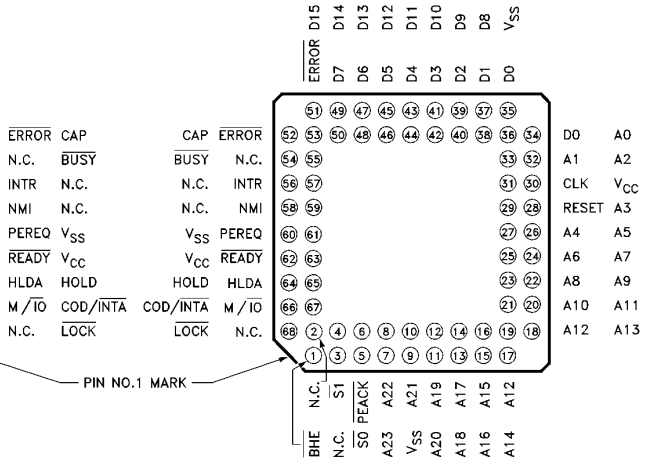 D15 D14 D13 D12 D11 D10 D9 D8 VSS
ERROR D7 D6 D5 D4 D3 D2 D1 D0
51 49 47 45 43 41 39 37 35
ERROR CAP CAP ERROR 52 53 50 48 46 44 42 40 38 36 34 D0 A0
N.C. BUSY BUSY N.C. 54 55 33 32 A1 A2
INTR N.C. N.C. INTR 56 57 31 30 CLK VCC
NMI N.C. N.C. NMI 58 59 29 28 RESET A3
PEREQ VSS VSS PEREQ 60 61 27 26 A4 A5
READY VCC VCC READY 62 63 25 24 A6 A7
HLDA HOLD HOLD HLDA 64 65 23 22 A8 A9
M/IO COD/INTA COD/INTA M/IO 66 67 21 20 A10 A11
N.C. LOCK LOCK N.C. 68 2 4 6 8 10 12 14 16 19 18 A12 A13
1 3 5 7 9 11 13 15 17
PIN NO.1 MARK
N.C. S1 PEACK A22 A21 A19 A17 A15 A12
BHE N.C. S0 A23 VSS A20 A18 A16 A14